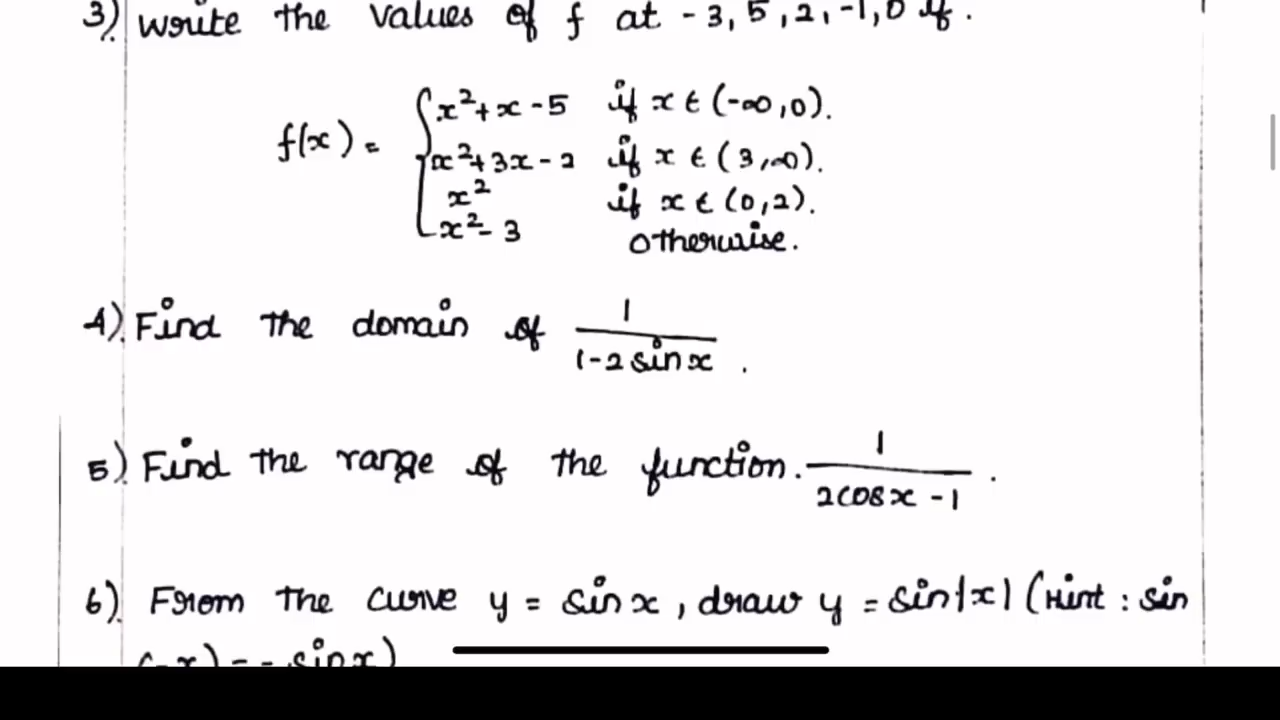 3). Write the values of f at -3, 5, 2, -1, 0 if.
f(x) = { x²+x-5 if x ∈ (-∞,0).
x²+3x-2 if x ∈ (3,∞).
x² if x ∈ (0,2).
x²-3 otherwise.
4). Find the domain of 1/(1-2sinx) .
5). Find the range of the function. 1/(2cosx-1) .
6). From the curve y = sinx, draw y = sin|x| (Hint : sin
(-x) = - sinx)